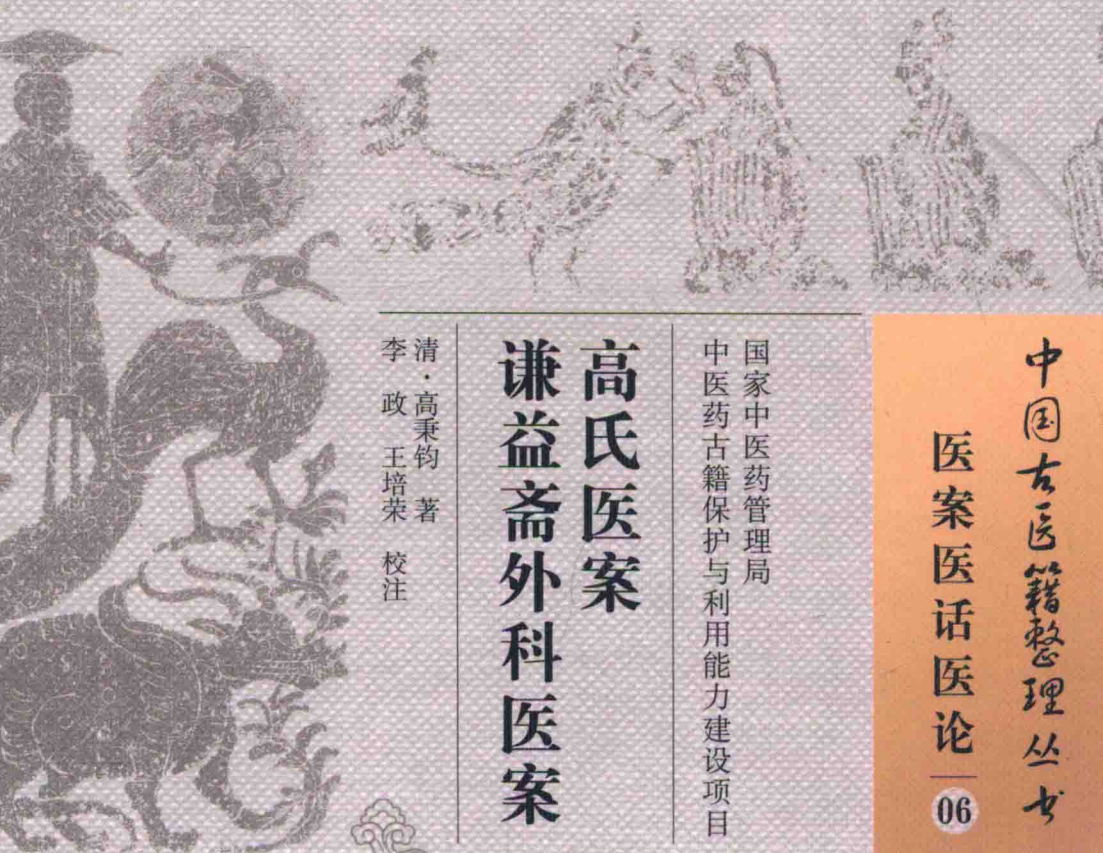 中国古医籍整理丛书
医案医话医论
06
国家中医药管理局
中医药古籍保护与利用能力建设项目
高氏医案
谦益斋外科医案
清·高秉钧 著
李 政 王培荣 校注